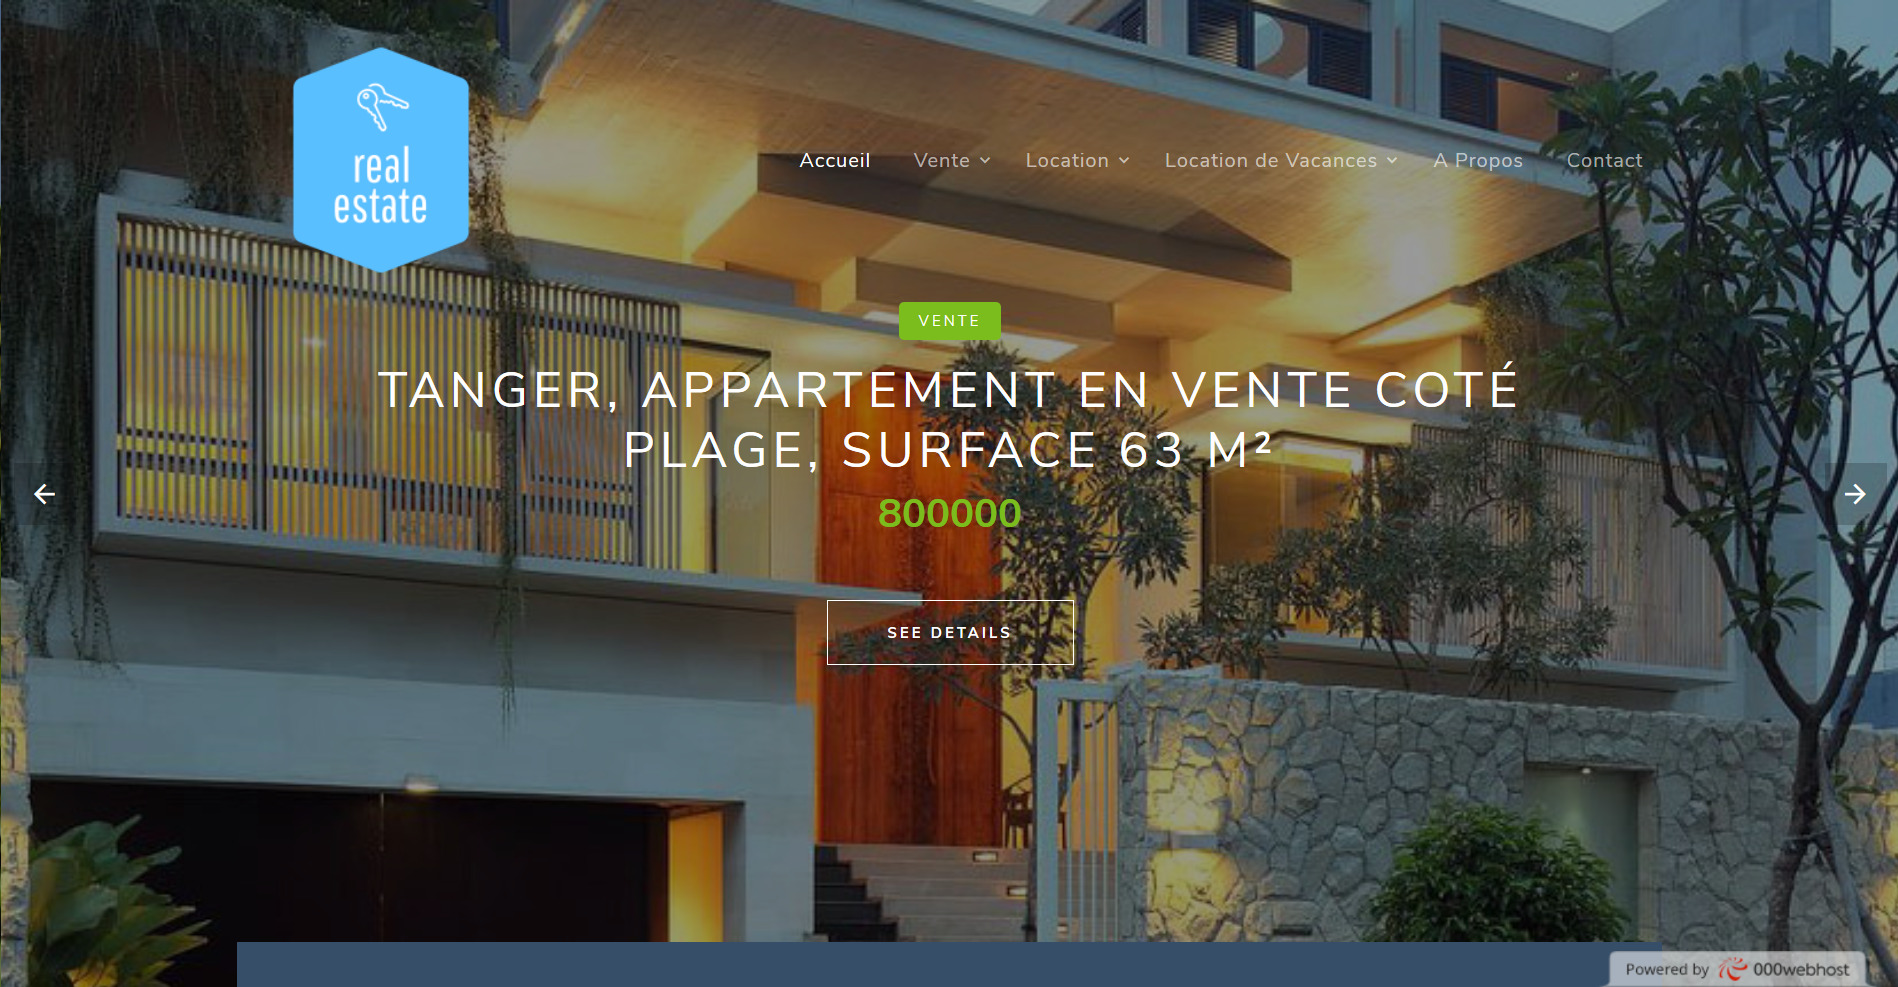 real
estate
Accueil Vente Location Location de Vacances A Propos Contact
VENTE
TANGER, APPARTEMENT EN VENTE COTÉ
PLAGE, SURFACE 63 M²
800000
SEE DETAILS
Powered by 000webhost